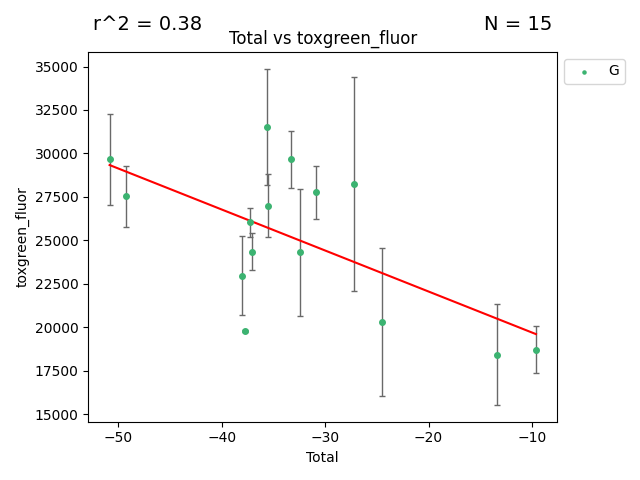 r^2 = 0.38
N = 15
Total vs toxgreen_fluor
G
35000
32500
30000
27500
25000
22500
20000
17500
15000
toxgreen_fluor
−50
−40
−30
−20
−10
Total